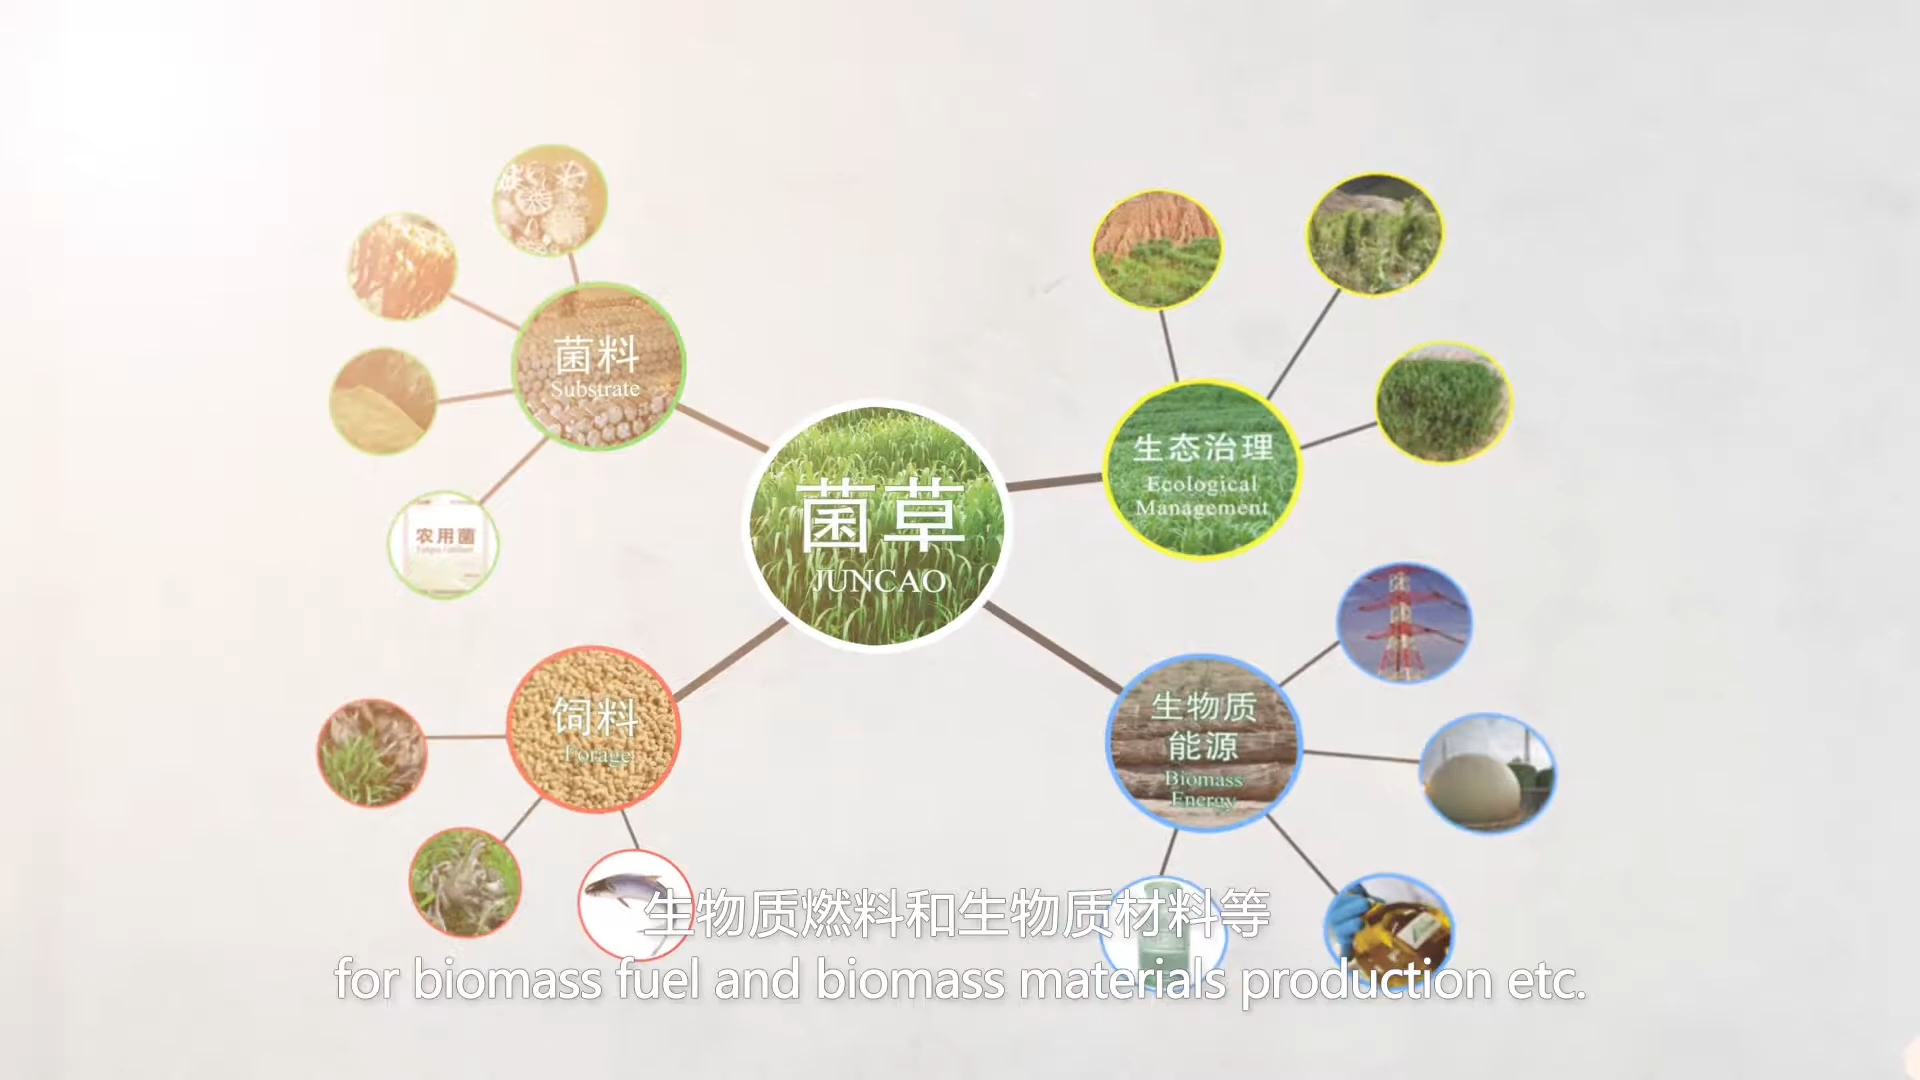 菌料
Substrate
农用菌
菌草
JUNCAO
生态治理
Ecological
Management
饲料
Forage
生物质
能源
Biomass
Energy
生物质燃料和生物质材料等
for biomass fuel and biomass materials production etc.